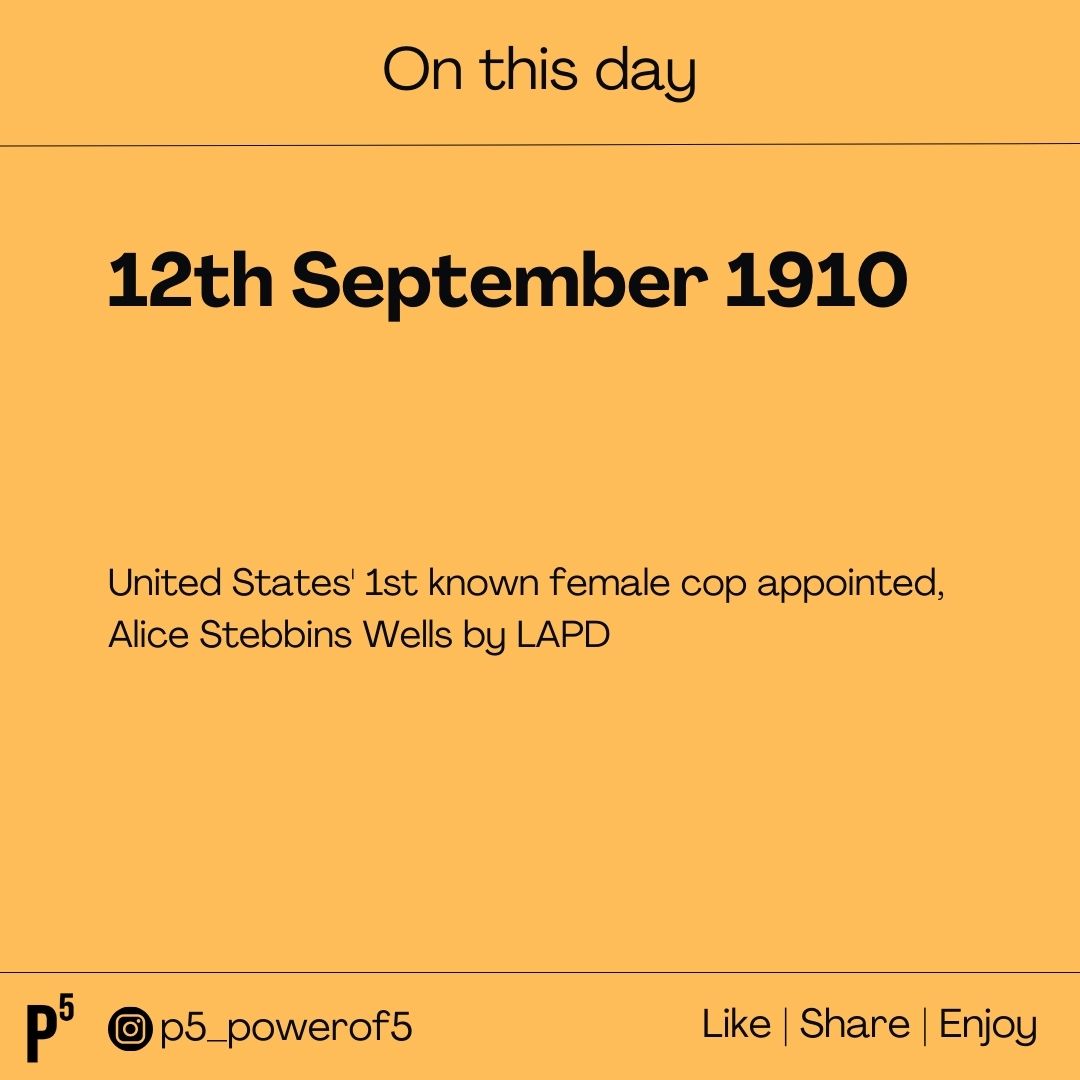 On this day
12th September 1910
United States' 1st known female cop appointed,
Alice Stebbins Wells by LAPD
P5 p5_powerof5 Like | Share | Enjoy